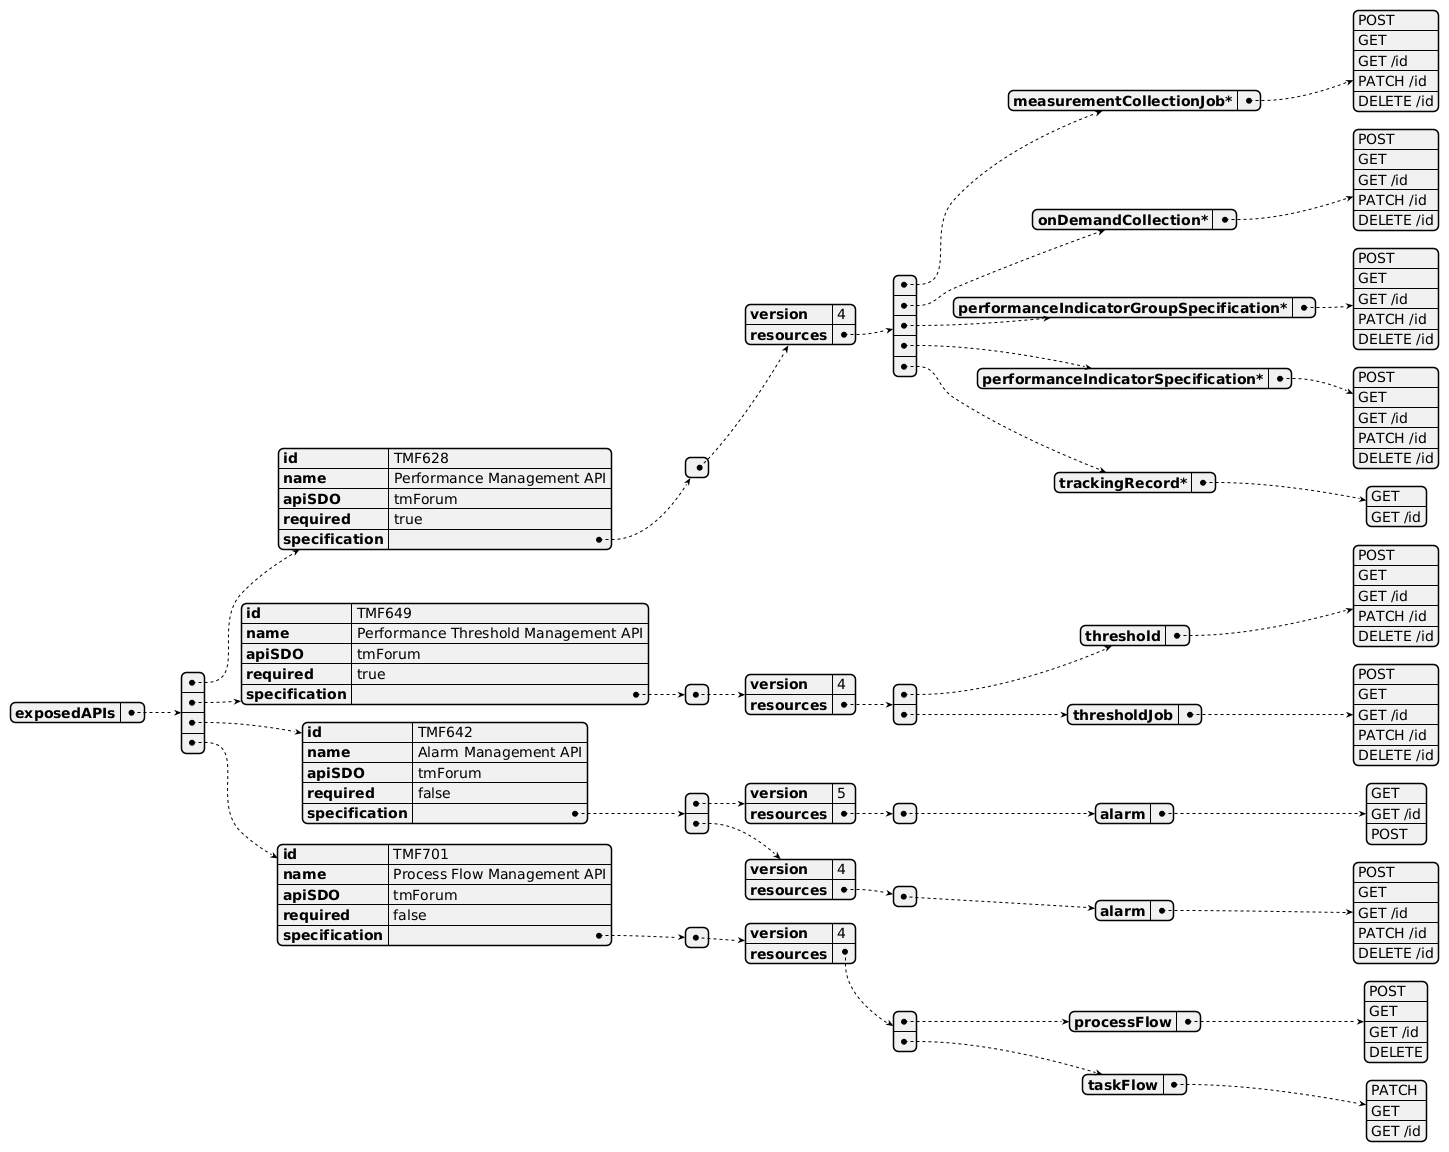 exposedAPIs
id TMF628
name Performance Management API
apiSDO tmForum
required true
specification
version 4
resources
measurementCollectionJob*
POST
GET
GET /id
PATCH /id
DELETE /id
onDemandCollection*
POST
GET
GET /id
PATCH /id
DELETE /id
performanceIndicatorGroupSpecification*
POST
GET
GET /id
PATCH /id
DELETE /id
performanceIndicatorSpecification*
POST
GET
GET /id
PATCH /id
DELETE /id
trackingRecord*
GET
GET /id
id TMF649
name Performance Threshold Management API
apiSDO tmForum
required true
specification
version 4
resources
threshold
POST
GET
GET /id
PATCH /id
DELETE /id
thresholdJob
POST
GET
GET /id
PATCH /id
DELETE /id
id TMF642
name Alarm Management API
apiSDO tmForum
required false
specification
version 5
resources
alarm
GET
GET /id
POST
version 4
resources
alarm
POST
GET
GET /id
PATCH /id
DELETE /id
id TMF701
name Process Flow Management API
apiSDO tmForum
required false
specification
version 4
resources
processFlow
POST
GET
GET /id
DELETE
taskFlow
PATCH
GET
GET /id